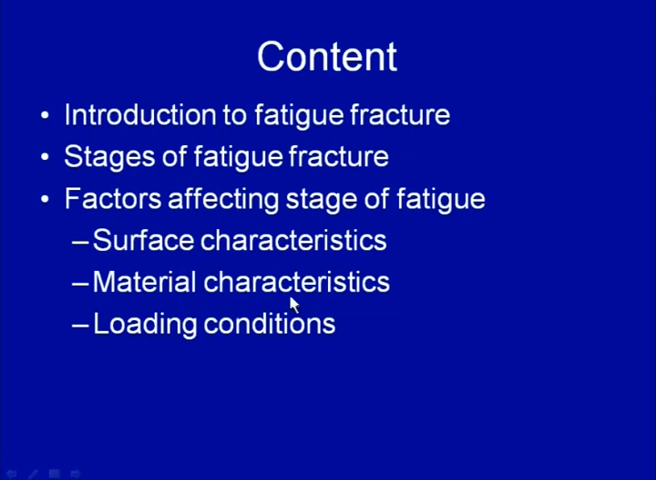 Content
• Introduction to fatigue fracture
• Stages of fatigue fracture
• Factors affecting stage of fatigue
–Surface characteristics
–Material characteristics
–Loading conditions